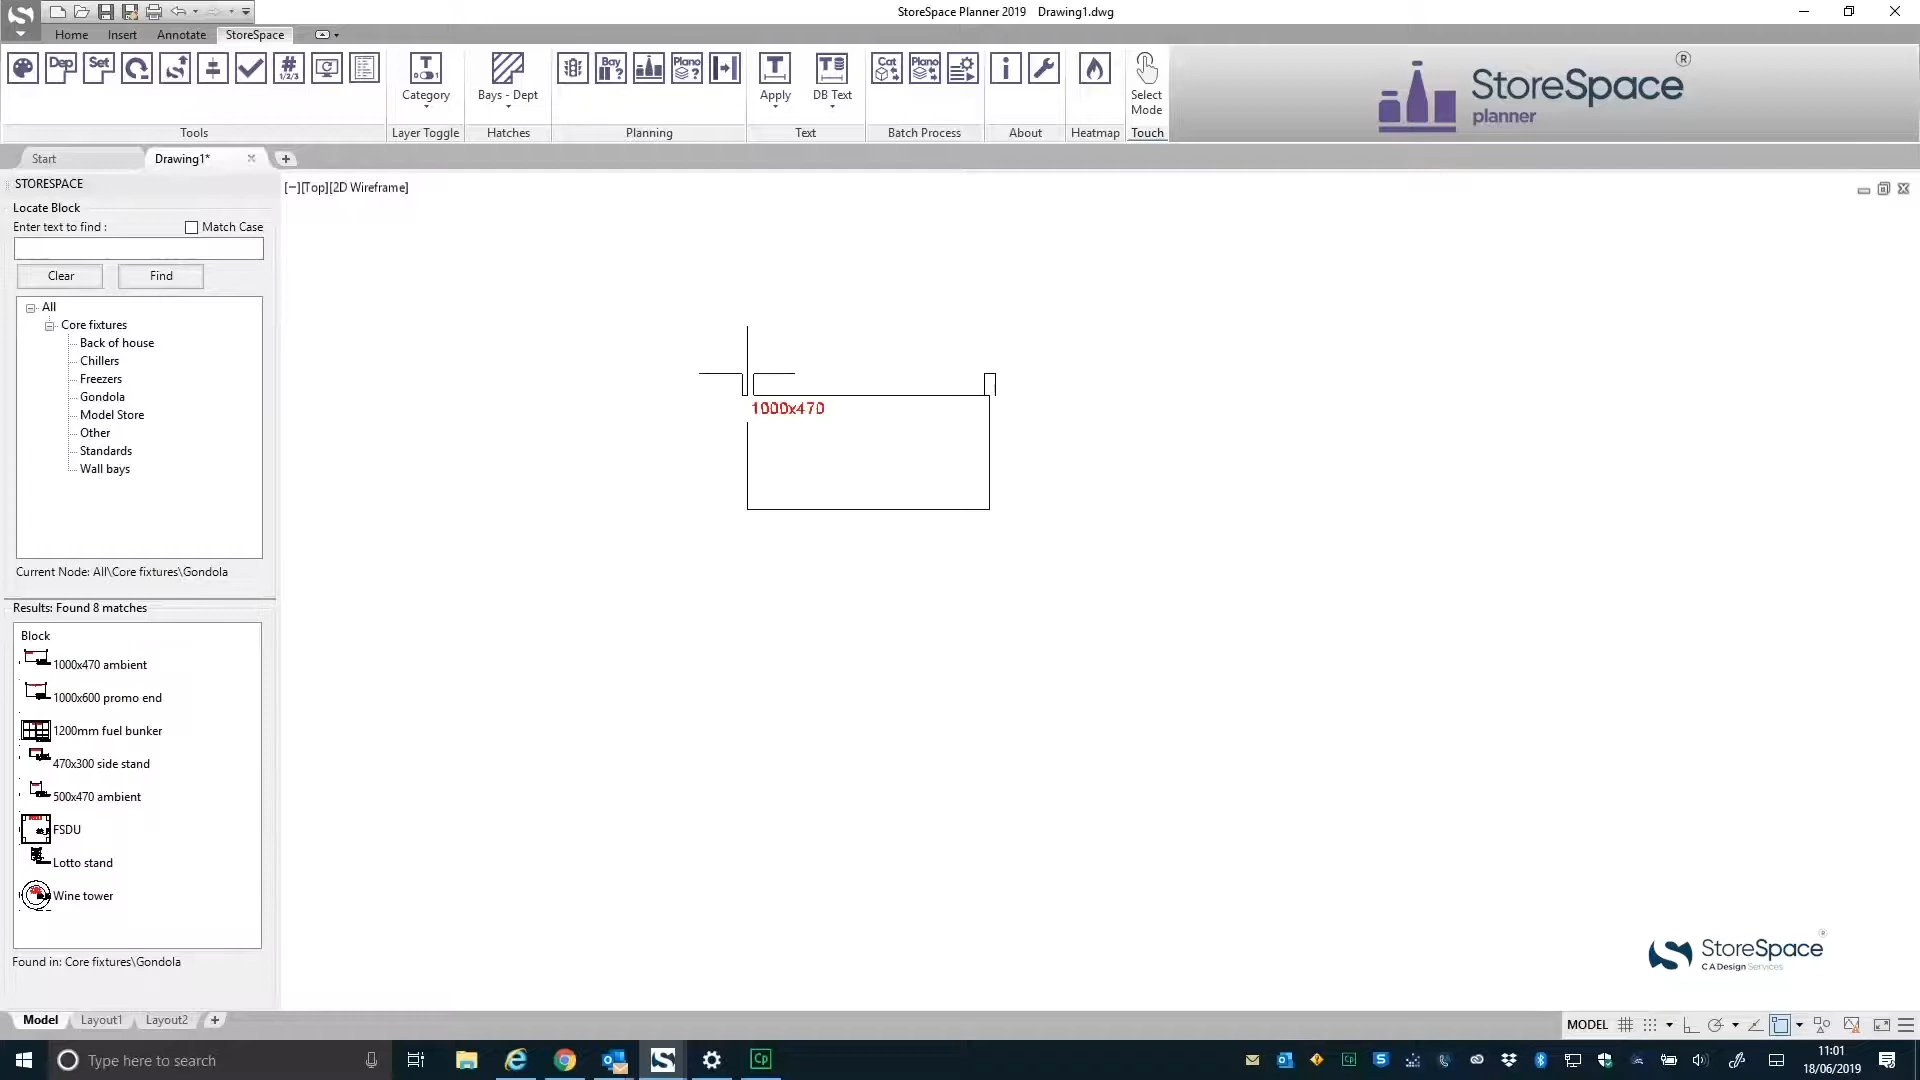 StoreSpace Planner 2019 Drawing1.dwg
Home Insert Annotate StoreSpace
Dep Set # 1/2/3 T Bay ? Plano ? T T Cat Plano i
Category Bays - Dept Apply DB Text Select Mode
Tools Layer Toggle Hatches Planning Text Batch Process About Heatmap Touch
StoreSpace ®
planner
Start Drawing1*
STORESPACE
[−][Top][2D Wireframe]
Locate Block
Enter text to find : Match Case
Clear Find
All
Core fixtures
Back of house
Chillers
Freezers
Gondola
Model Store
Other
Standards
Wall bays
Current Node: All\Core fixtures\Gondola
1000x470
Results: Found 8 matches
Block
1000x470 ambient
1000x600 promo end
1200mm fuel bunker
470x300 side stand
500x470 ambient
FSDU
Lotto stand
Wine tower
Found in: Core fixtures\Gondola
StoreSpace ®
CADesign Services
Model Layout1 Layout2 +
MODEL
Type here to search
Cp
11:01
18/06/2019